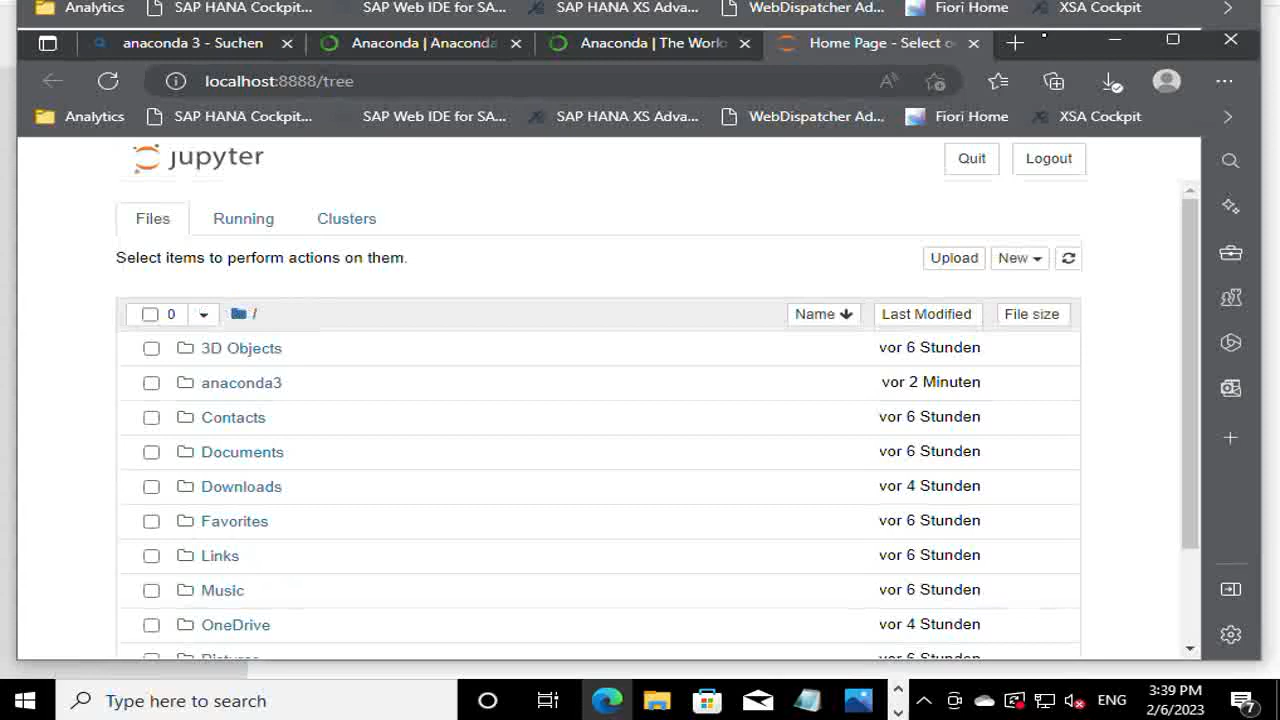 Analytics SAP HANA Cockpit... SAP Web IDE for SA... SAP HANA XS Adva... WebDispatcher Ad... Fiori Home XSA Cockpit
anaconda 3 - Suchen Anaconda | Anaconda Anaconda | The Work Home Page - Select o
localhost:8888/tree
Analytics SAP HANA Cockpit... SAP Web IDE for SA... SAP HANA XS Adva... WebDispatcher Ad... Fiori Home XSA Cockpit
jupyter Quit Logout
Files Running Clusters
Select items to perform actions on them. Upload New
0 / Name Last Modified File size
3D Objects vor 6 Stunden
anaconda3 vor 2 Minuten
Contacts vor 6 Stunden
Documents vor 6 Stunden
Downloads vor 4 Stunden
Favorites vor 6 Stunden
Links vor 6 Stunden
Music vor 6 Stunden
OneDrive vor 4 Stunden
Pictures vor 6 Stunden
Type here to search ENG 3:39 PM
2/6/2023 7